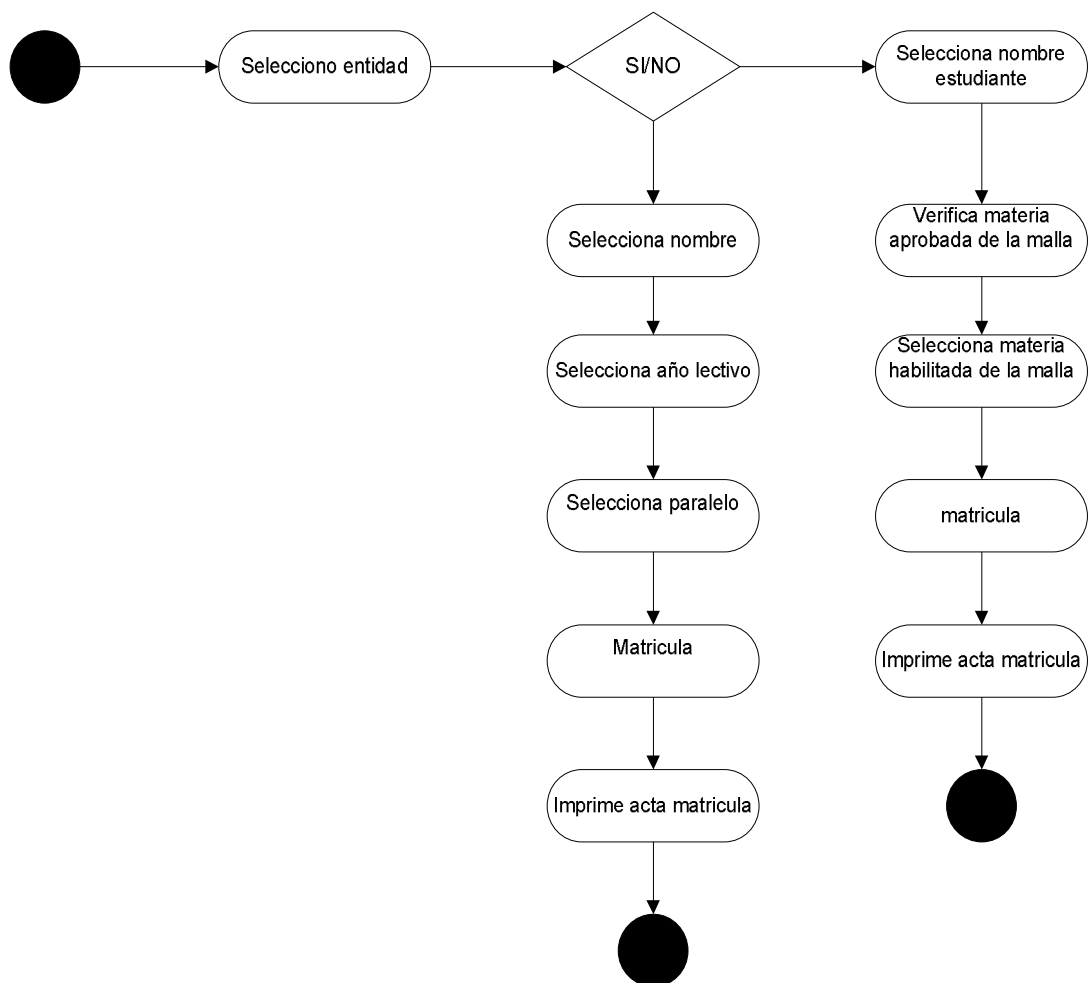 Selecciono entidad
SI/NO
Selecciona nombre
estudiante
Selecciona nombre
Verifica materia
aprobada de la malla
Selecciona año lectivo
Selecciona materia
habilitada de la malla
Selecciona paralelo
matricula
Matricula
Imprime acta matricula
Imprime acta matricula